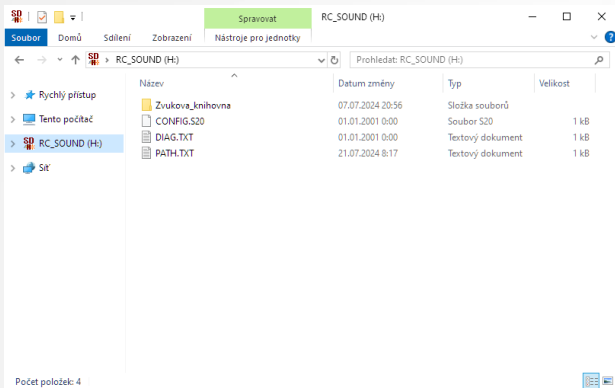 Spravovat RC_SOUND (H:)
Soubor Domů Sdílení Zobrazení Nástroje pro jednotky
RC_SOUND (H:) Prohledat: RC_SOUND (H:)
Název Datum změny Typ Velikost
Rychlý přístup
Tento počítač
RC_SOUND (H:)
Síť
Zvukova_knihovna 07.07.2024 20:56 Složka souborů
CONFIG.S20 01.01.2001 0:00 Soubor S20 1 kB
DIAG.TXT 01.01.2001 0:00 Textový dokument 1 kB
PATH.TXT 21.07.2024 8:17 Textový dokument 1 kB
Počet položek: 4